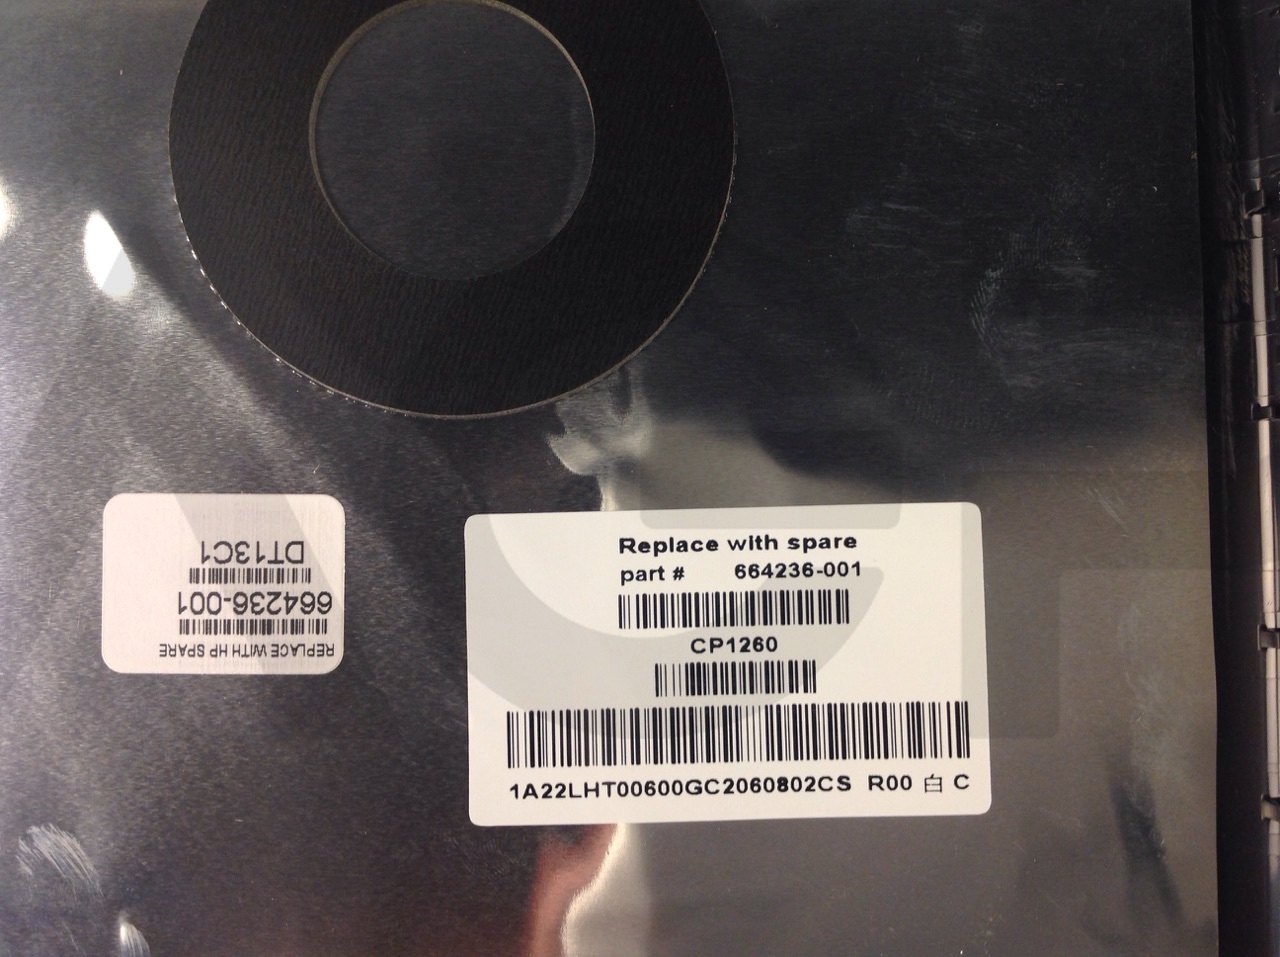 DT13C1
664236-001
REPLACE WITH HP SPARE
Replace with spare
part # 664236-001
CP1260
1A22LHT00600GC2060802CS R00 白 C